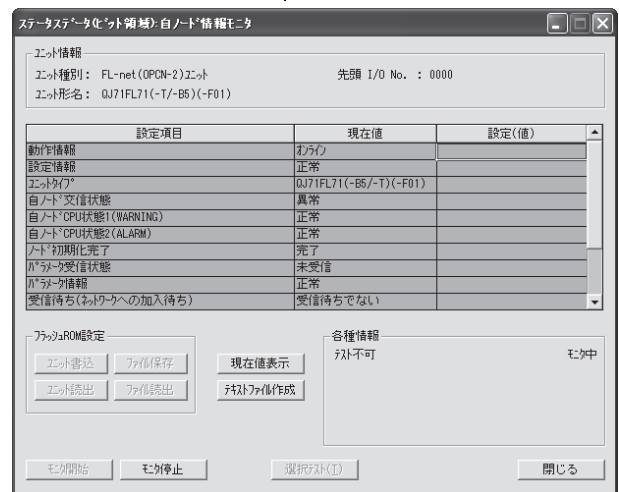 ステータスデータ(ビット領域):自ノード情報モニタ
ユニット情報
ユニット種別: FL-net(OPCN-2)ユニット 先頭 I/O No. : 0000
ユニット形名: QJ71FL71(-T/-B5)(-F01)
設定項目 現在値 設定(値)
動作情報 オンライン
設定情報 正常
ユニットタイプ QJ71FL71(-B5/-T)(-F01)
自ノード交信状態 異常
自ノードCPU状態1(WARNING) 正常
自ノードCPU状態2(ALARM) 正常
ノード初期化完了 完了
パラメータ受信状態 未受信
パラメータ情報 正常
受信待ち(ネットワークへの加入待ち) 受信待ちでない
フラッシュROM設定 各種情報
ユニット書込 ファイル保存 現在値表示 テスト不可 モニタ中
ユニット読出 ファイル読出 テキストファイル作成
モニタ開始 モニタ停止 選択テスト(T) 閉じる